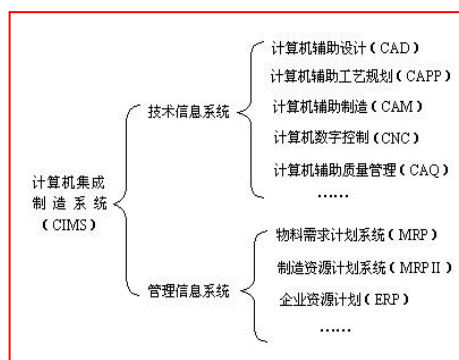 计算机集成
制造系统
（CIMS）
技术信息系统
计算机辅助设计（CAD）
计算机辅助工艺规划（CAPP）
计算机辅助制造（CAM）
计算机数字控制（CNC）
计算机辅助质量管理（CAQ）
……
管理信息系统
物料需求计划系统（MRP）
制造资源计划系统（MRPⅡ）
企业资源计划（ERP）
……